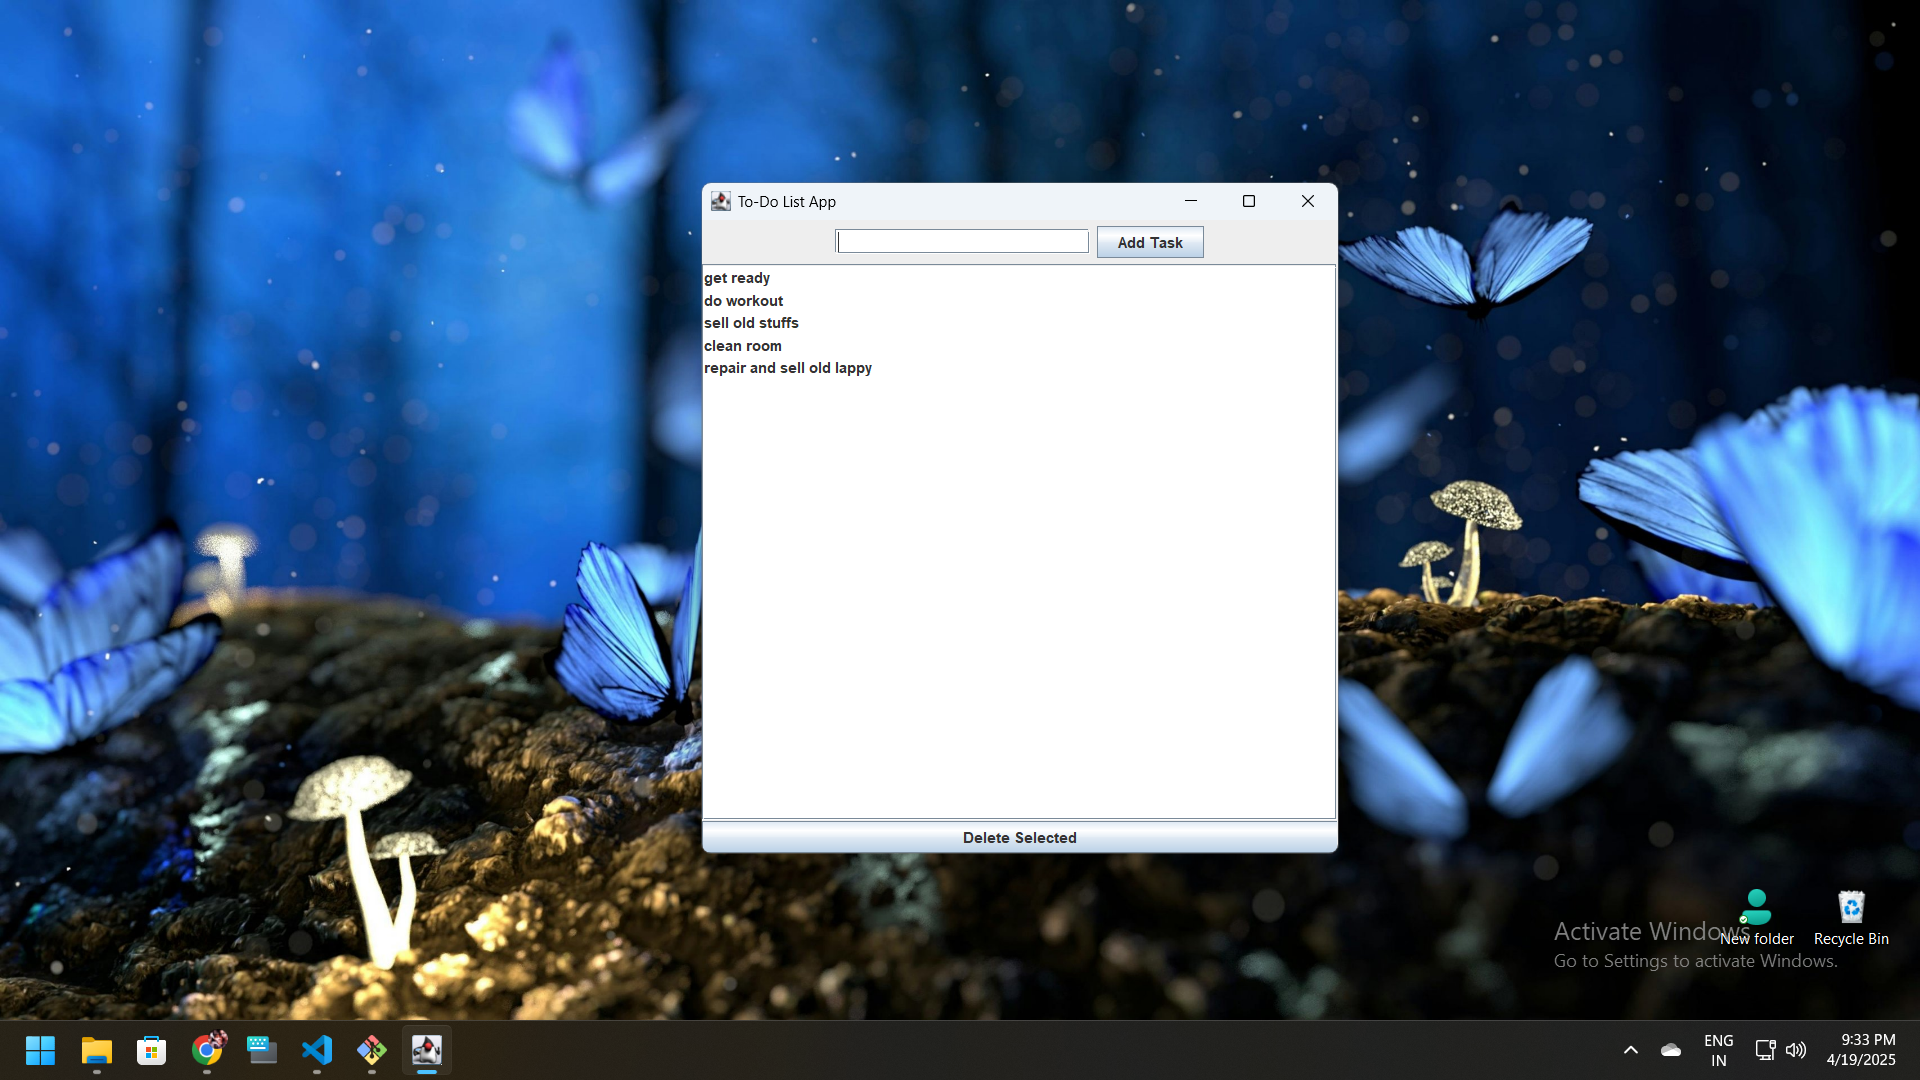 To-Do List App
Add Task
get ready
do workout
sell old stuffs
clean room
repair and sell old lappy
Delete Selected
Activate Windows
Go to Settings to activate Windows.
New folder
Recycle Bin
ENG
IN
9:33 PM
4/19/2025